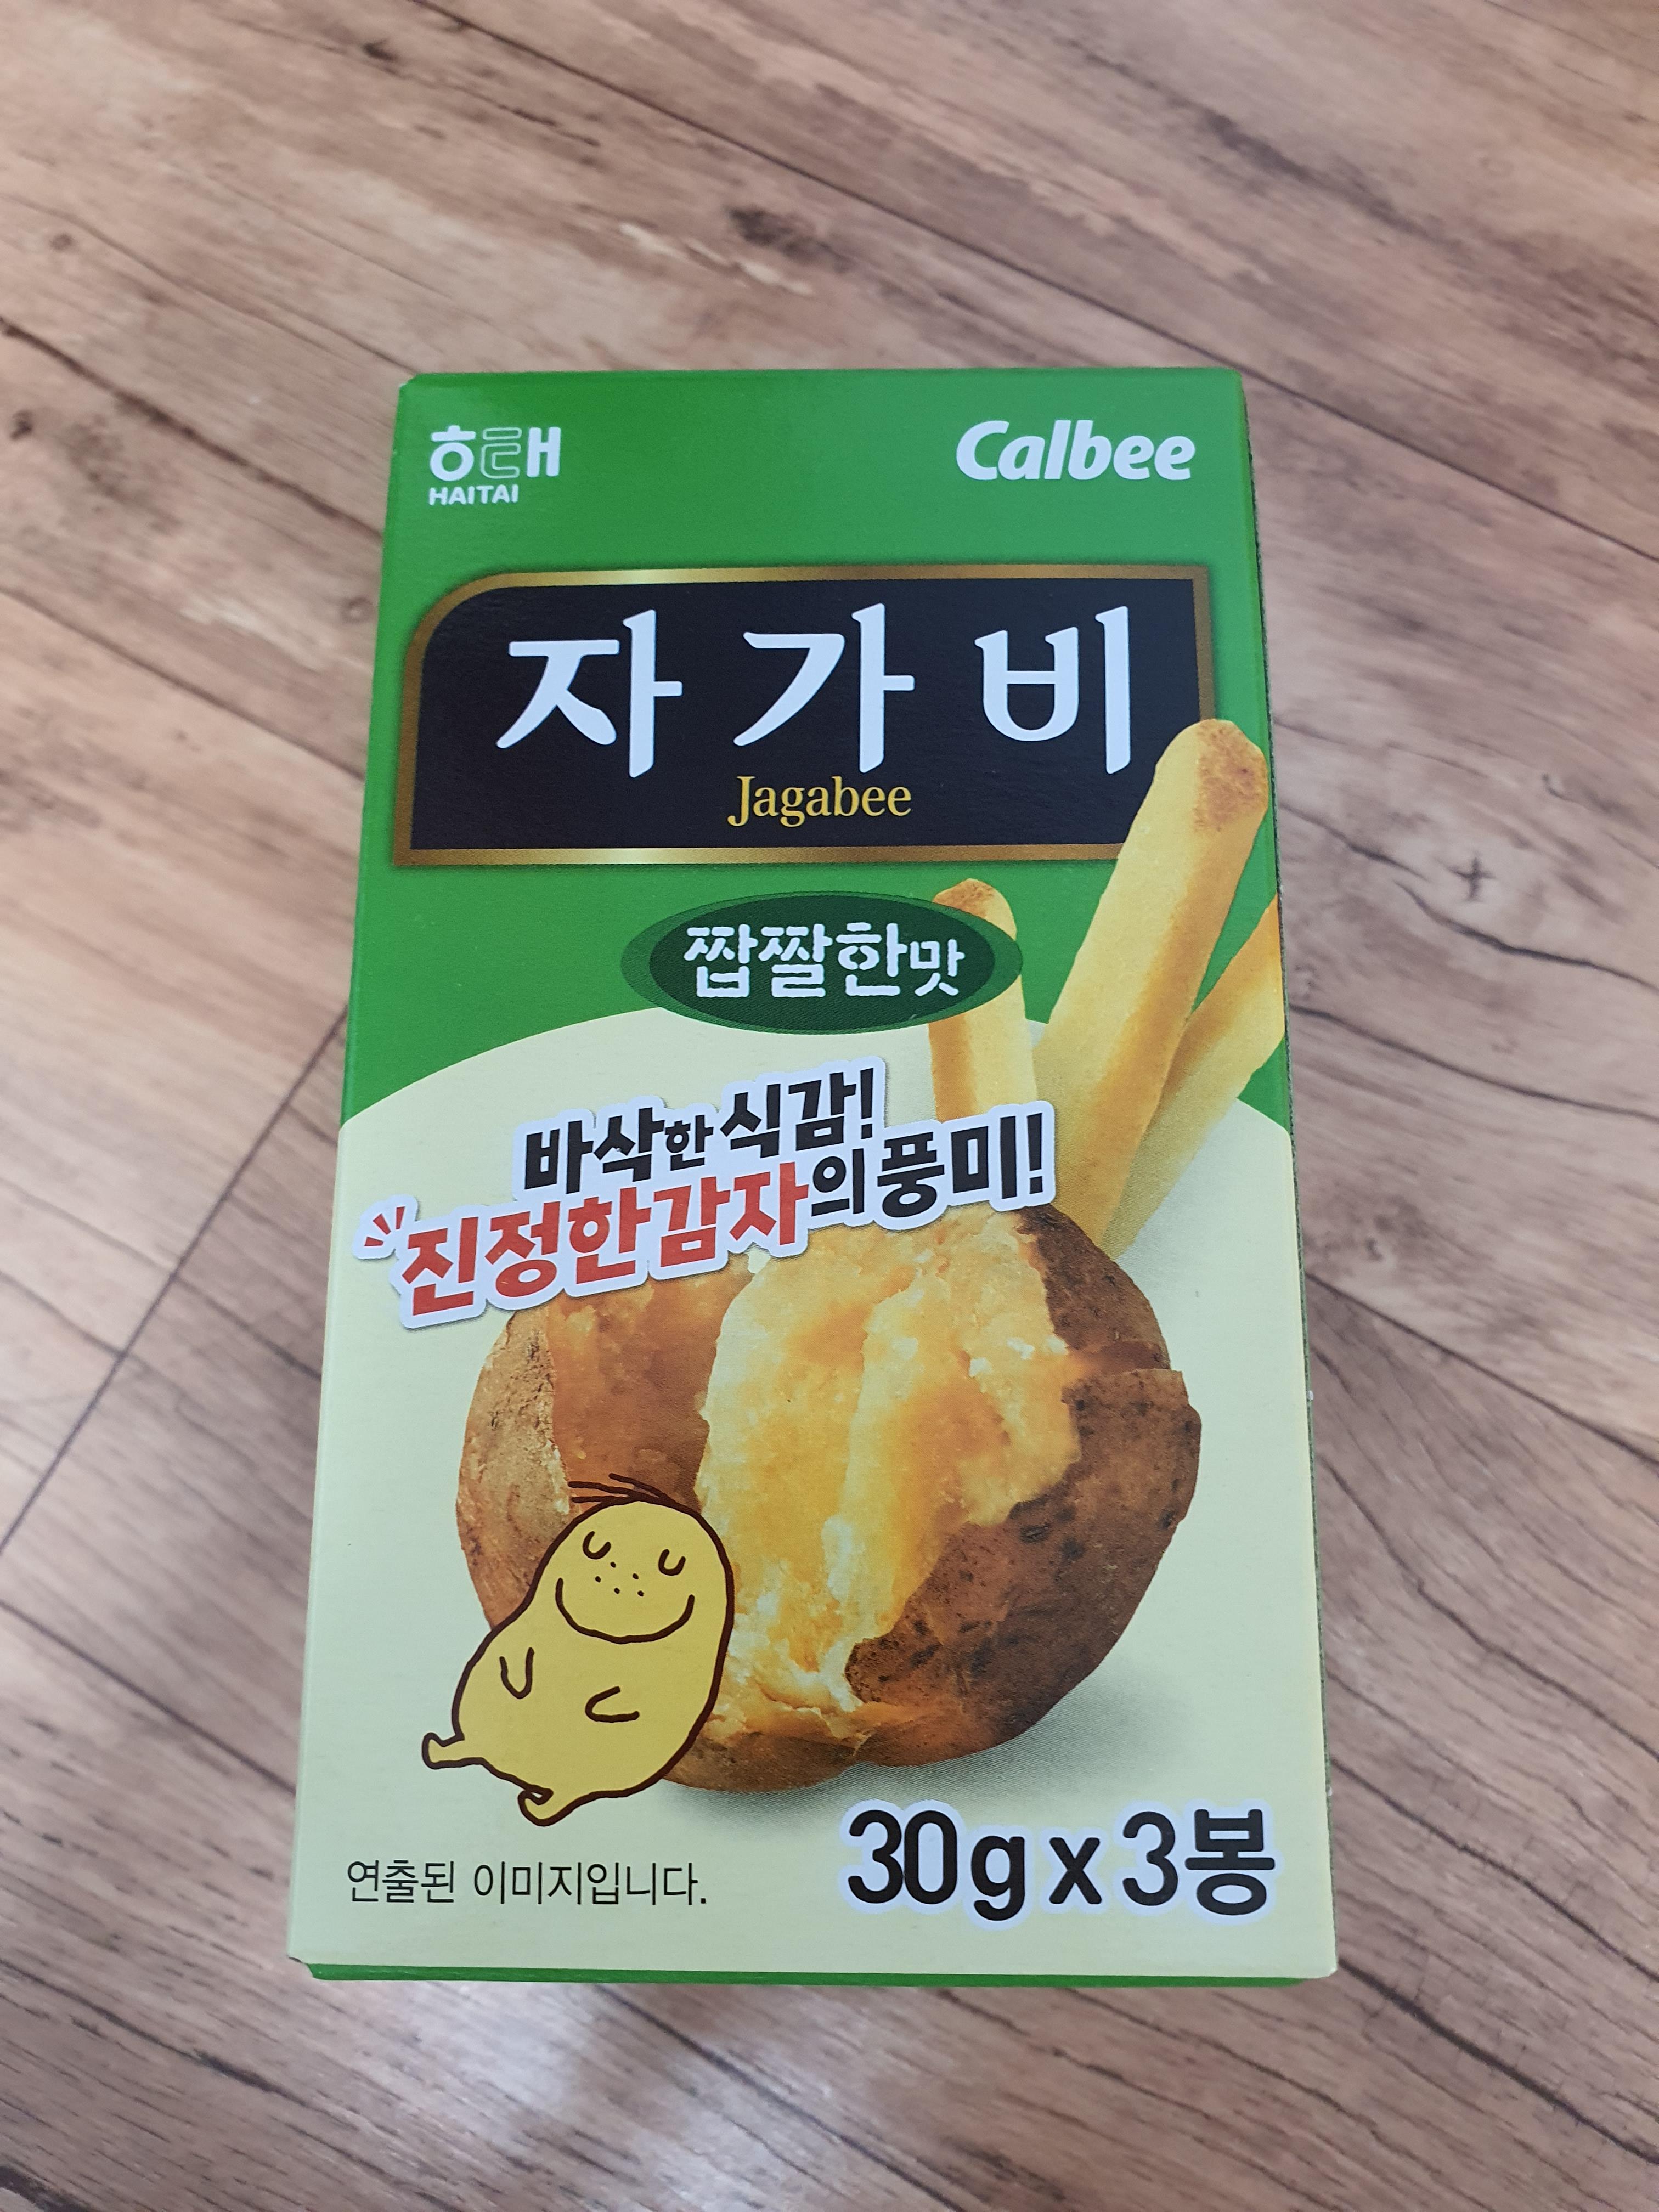 해태
HAITAI
Calbee
자가비
Jagabee
짭짤한맛
바삭한 식감!
진정한감자의풍미!
연출된 이미지입니다.
30g x 3봉